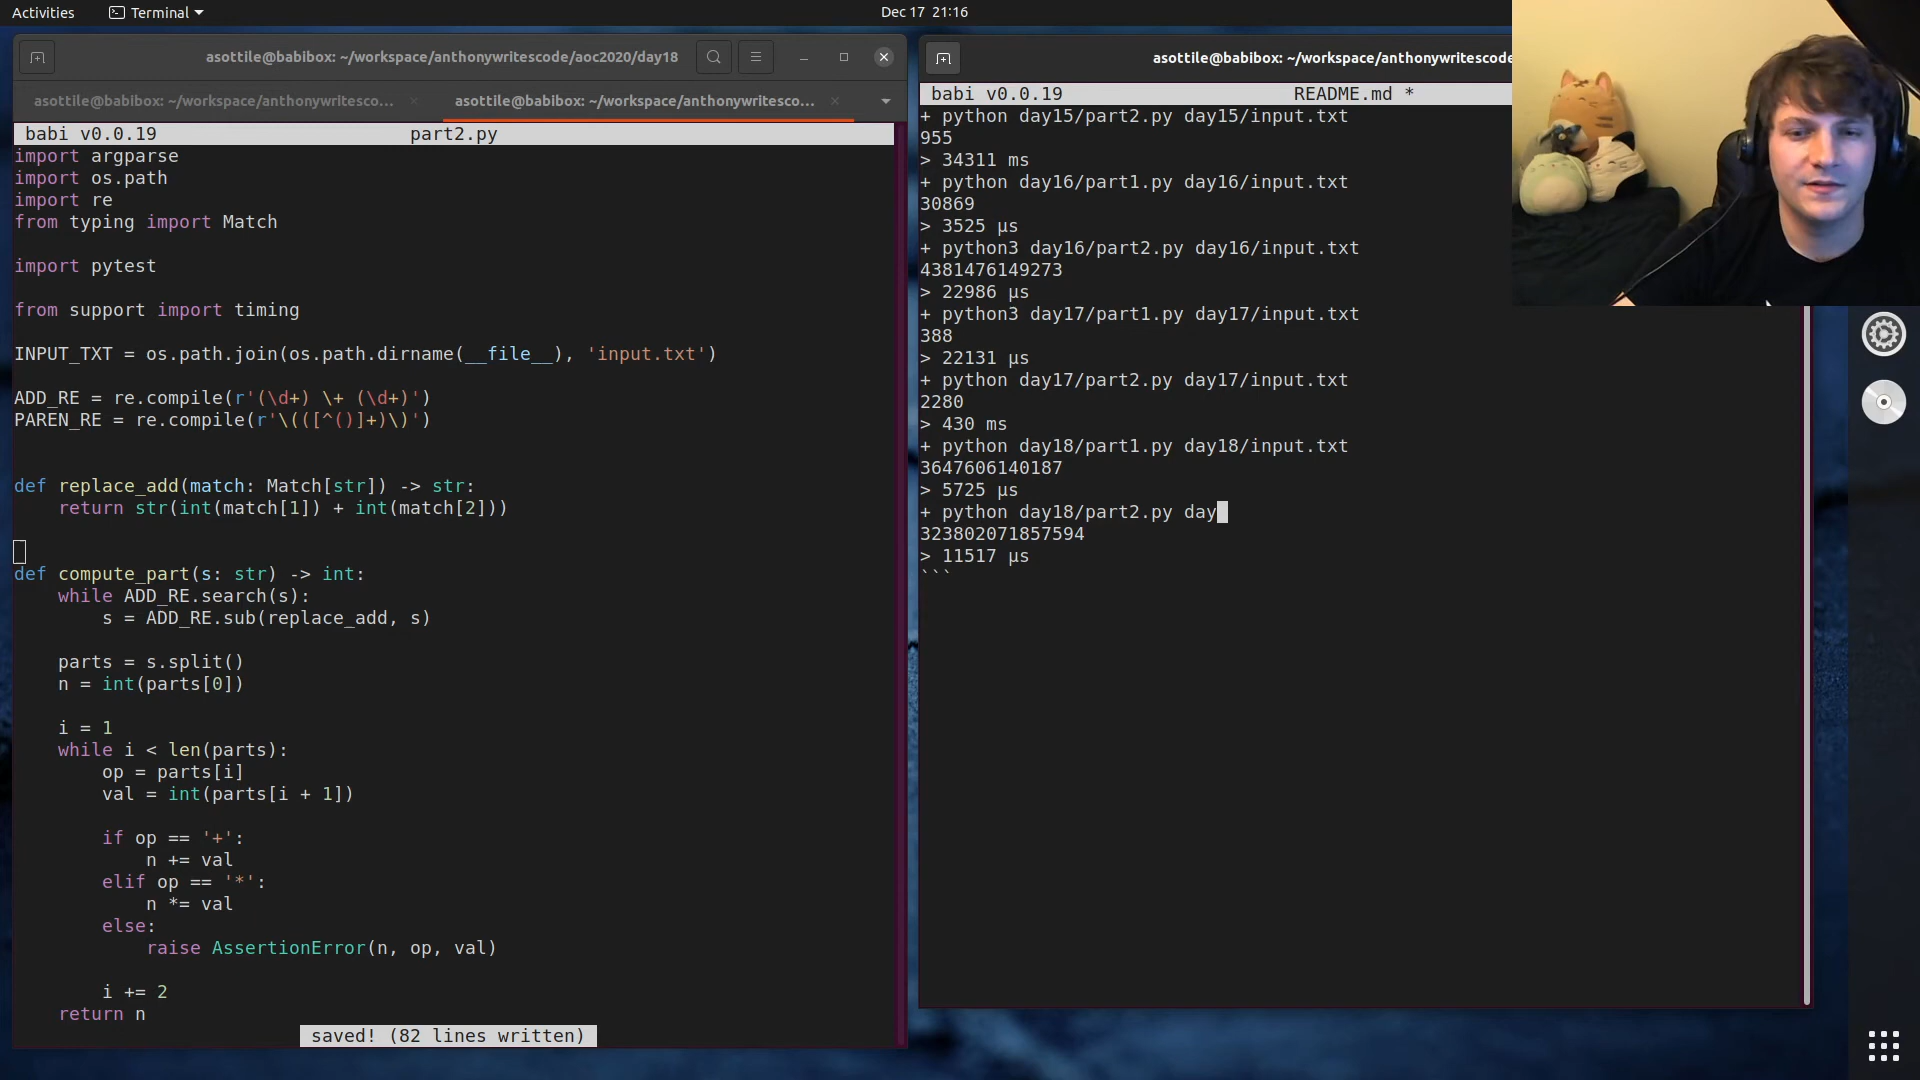 Activities
Terminal
Dec 17 21:16
asottile@babibox: ~/workspace/anthonywritescode/aoc2020/day18
asottile@babibox: ~/workspace/anthonywritesco...
asottile@babibox: ~/workspace/anthonywritesco...
babi v0.0.19 part2.py
import argparse
import os.path
import re
from typing import Match
import pytest
from support import timing
INPUT_TXT = os.path.join(os.path.dirname(__file__), 'input.txt')
ADD_RE = re.compile(r'(\d+) \+ (\d+)')
PAREN_RE = re.compile(r'\(([^()]+)\)')
def replace_add(match: Match[str]) -> str:
    return str(int(match[1]) + int(match[2]))
def compute_part(s: str) -> int:
    while ADD_RE.search(s):
        s = ADD_RE.sub(replace_add, s)
    parts = s.split()
    n = int(parts[0])
    i = 1
    while i < len(parts):
        op = parts[i]
        val = int(parts[i + 1])
        if op == '+':
            n += val
        elif op == '*':
            n *= val
        else:
            raise AssertionError(n, op, val)
        i += 2
    return n
saved! (82 lines written)
asottile@babibox: ~/workspace/anthonywritescode
babi v0.0.19 README.md *
+ python day15/part2.py day15/input.txt
955
> 34311 ms
+ python day16/part1.py day16/input.txt
30869
> 3525 μs
+ python3 day16/part2.py day16/input.txt
4381476149273
> 22986 μs
+ python3 day17/part1.py day17/input.txt
388
> 22131 μs
+ python day17/part2.py day17/input.txt
2280
> 430 ms
+ python day18/part1.py day18/input.txt
3647606140187
> 5725 μs
+ python day18/part2.py day
323802071857594
> 11517 μs
```